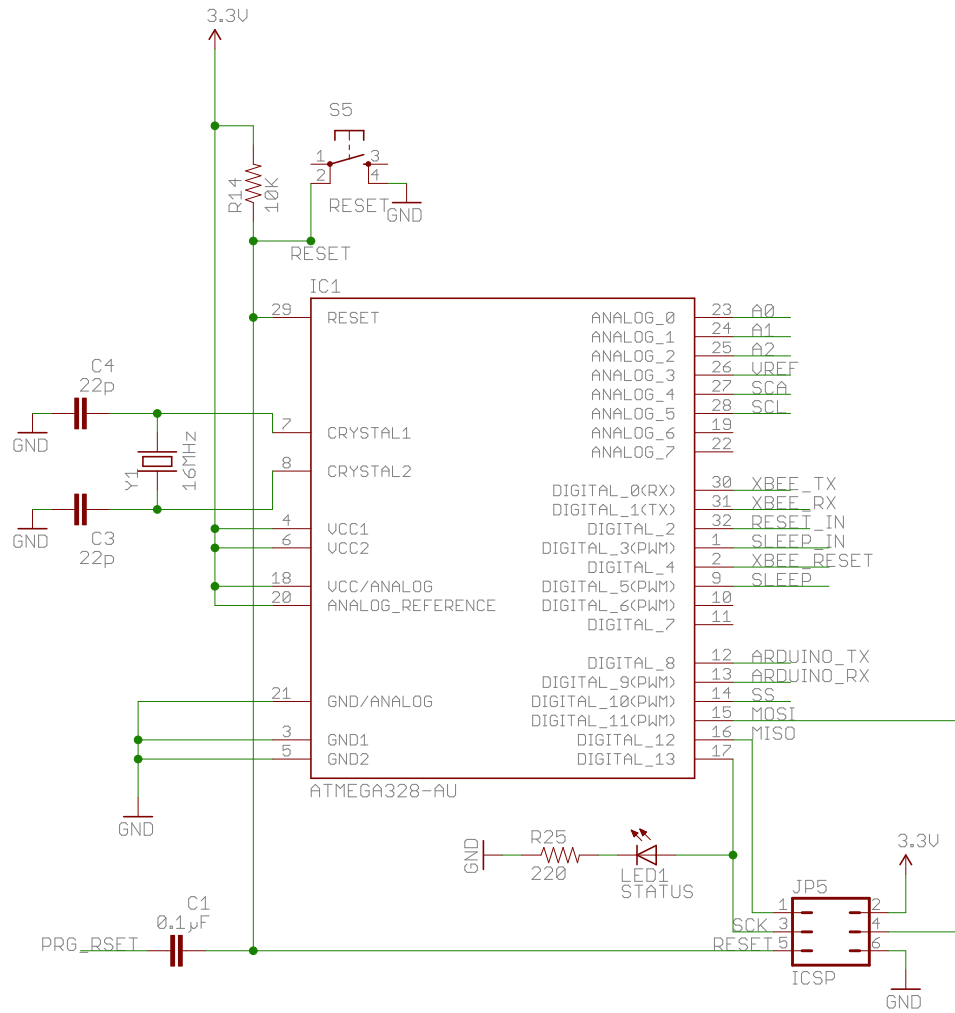 3.3V
S5
1 3
2 4
R14
10K
RESET
GND
RESET
IC1
29 RESET ANALOG_0 23 A0
ANALOG_1 24 A1
ANALOG_2 25 A2
ANALOG_3 26 VREF
ANALOG_4 27 SCA
ANALOG_5 28 SCL
ANALOG_6 19
ANALOG_7 22
C4
22p
GND
7 CRYSTAL1
Y1
16MHz
8 CRYSTAL2
GND
C3
22p
DIGITAL_0(RX) 30 XBEE_TX
DIGITAL_1(TX) 31 XBEE_RX
4 VCC1 DIGITAL_2 32 RESET_IN
6 VCC2 DIGITAL_3(PWM) 1 SLEEP_IN
DIGITAL_4 2 XBEE_RESET
18 VCC/ANALOG DIGITAL_5(PWM) 9 SLEEP
20 ANALOG_REFERENCE DIGITAL_6(PWM) 10
DIGITAL_7 11
DIGITAL_8 12 ARDUINO_TX
DIGITAL_9(PWM) 13 ARDUINO_RX
21 GND/ANALOG DIGITAL_10(PWM) 14 SS
DIGITAL_11(PWM) 15 MOSI
3 GND1 DIGITAL_12 16 MISO
5 GND2 DIGITAL_13 17
ATMEGA328-AU
GND
GND
R25
220
LED1
STATUS
3.3V
JP5
1 2
SCK 3 4
RESET 5 6
ICSP
GND
C1
0.1µF
PRG_RSET